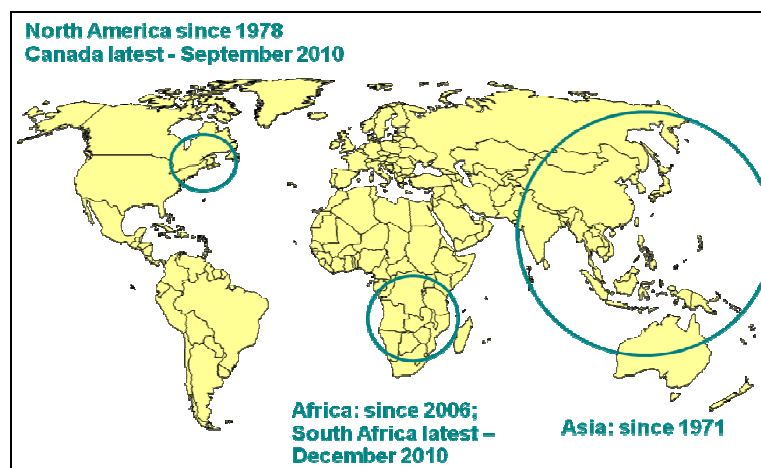 North America since 1978
Canada latest - September 2010
Africa: since 2006;
South Africa latest –
December 2010
Asia: since 1971